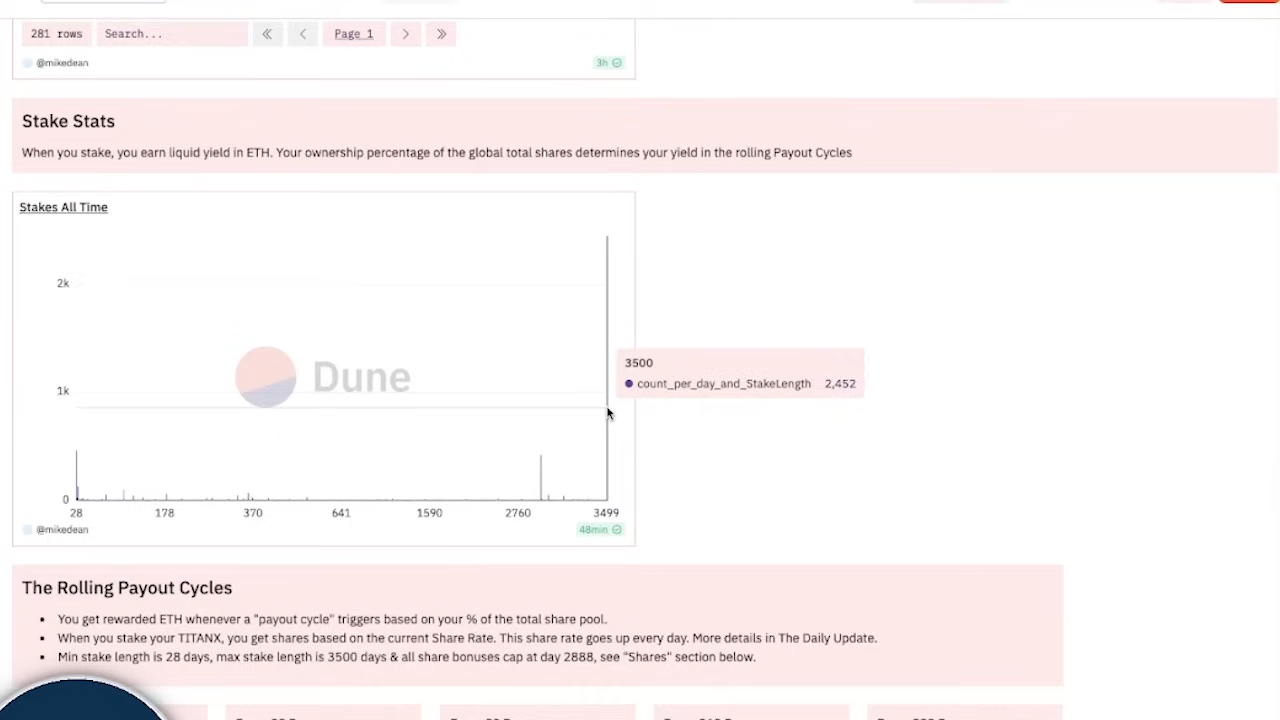 281 rows Search... « < Page 1 > »
@mikedean 3h
Stake Stats
When you stake, you earn liquid yield in ETH. Your ownership percentage of the global total shares determines your yield in the rolling Payout Cycles
Stakes All Time
2k
1k
0
Dune
3500
count_per_day_and_StakeLength 2,452
28 178 370 641 1590 2760 3499
@mikedean 48min
The Rolling Payout Cycles
• You get rewarded ETH whenever a "payout cycle" triggers based on your % of the total share pool.
• When you stake your TITANX, you get shares based on the current Share Rate. This share rate goes up every day. More details in The Daily Update.
• Min stake length is 28 days, max stake length is 3500 days & all share bonuses cap at day 2888, see "Shares" section below.